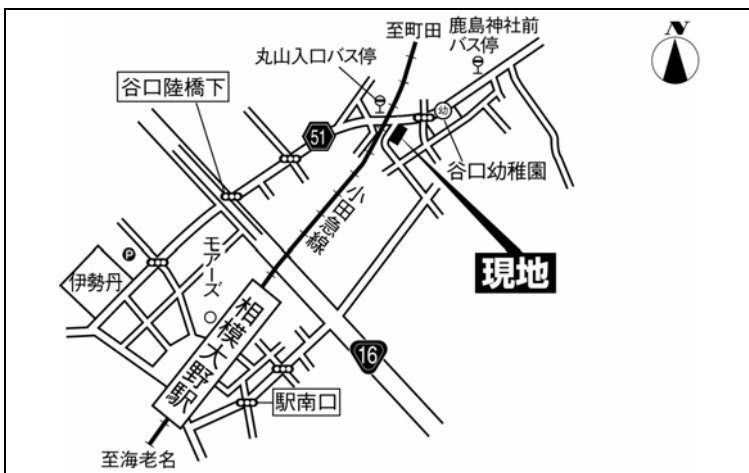 至町田
鹿島神社前
バス停
N
丸山入口バス停
谷口陸橋下
51
幼
谷口幼稚園
小田急線
現地
P
伊勢丹
モアーズ
相模大野駅
16
駅南口
至海老名